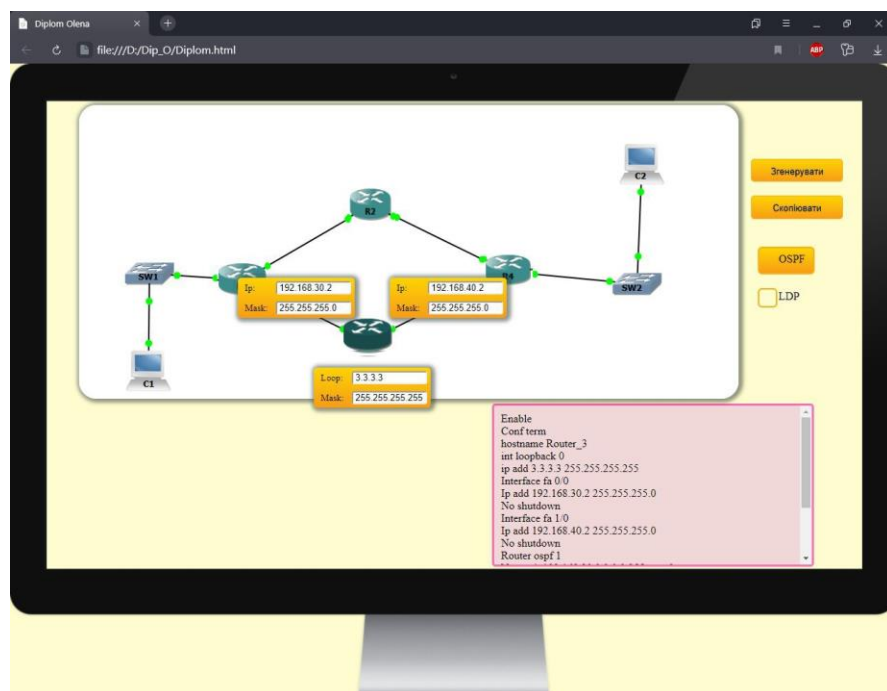 Diplom Olena
file:///D:/Dip_O/Diplom.html
ABP
C2
Згенерувати
R2
Скопіювати
SW1
R4
SW2
OSPF
Ip: 192.168.30.2
Mask: 255.255.255.0
Ip: 192.168.40.2
Mask: 255.255.255.0
LDP
C1
Loop: 3.3.3.3
Mask: 255.255.255.255
Enable
Conf term
hostname Router_3
int loopback 0
ip add 3.3.3.3 255.255.255.255
Interface fa 0/0
Ip add 192.168.30.2 255.255.255.0
No shutdown
Interface fa 1/0
Ip add 192.168.40.2 255.255.255.0
No shutdown
Router ospf 1